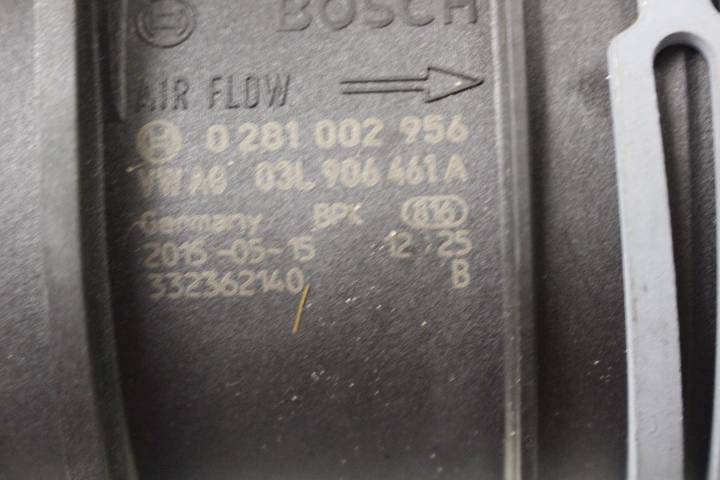 BOSCH
AIR FLOW
0 281 002 956
VW AG 03L 906 461 A
Germany BPK 816
2015-05-15 12:25
332362140 B